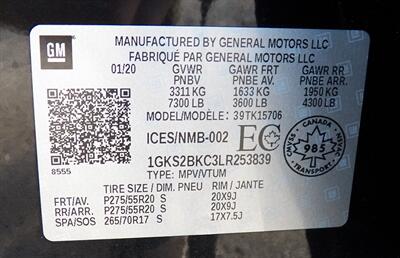 GM
MANUFACTURED BY GENERAL MOTORS LLC
FABRIQUÉ PAR GENERAL MOTORS LLC
01/20 GVWR GAWR FRT GAWR RR
PNBV PNBE AV PNBE ARR.
3311 KG 1633 KG 1950 KG
7300 LB 3600 LB 4300 LB
MODEL/MODÈLE: 39TK15706
ICES/NMB-002 EC
8555 1GKS2BKC3LR253839
TYPE: MPV/VTUM
CANADA
985
CMVSS NSVAC
TIRE SIZE / DIM. PNEU RIM / JANTE
FRT/AV. P275/55R20 S 20X9J
RR/ARR. P275/55R20 S 20X9J
SPA/SOS 265/70R17 S 17X7.5J